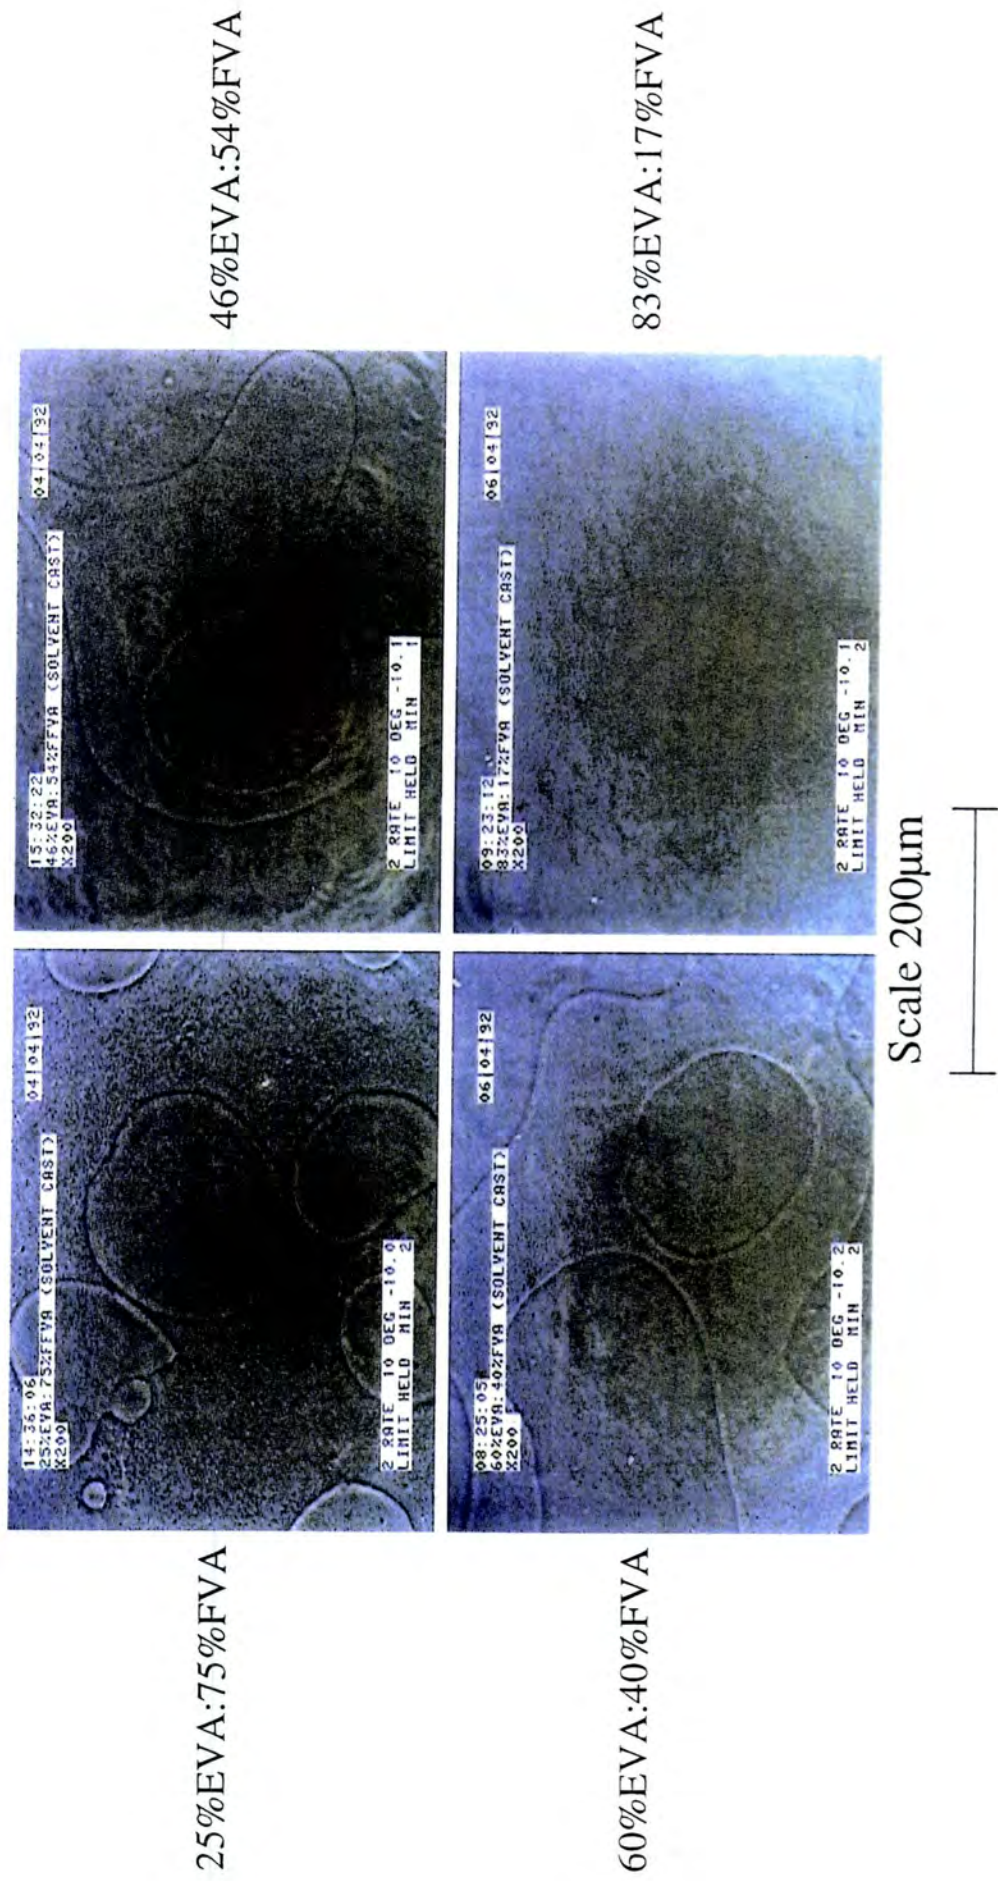 25%EVA:75%FVA
46%EVA:54%FVA
14:36:06 04|04|92
25%EVA:75%FFVA (SOLVENT CAST)
X200
2 RATE 10 DEG -10.0
LIMIT HELD MIN 2
15:32:22 04|04|92
46%EVA:54%FFVA (SOLVENT CAST)
X200
2 RATE 10 DEG -10.1
LIMIT HELD MIN 1
60%EVA:40%FVA
83%EVA:17%FVA
08:25:05 06|04|92
60%EVA:40%FVA (SOLVENT CAST)
X200
2 RATE 10 DEG -10.2
LIMIT HELD MIN 2
09:23:12 06|04|92
83%EVA:17%FVA (SOLVENT CAST)
X200
2 RATE 10 DEG -10.1
LIMIT HELD MIN 2
Scale 200μm